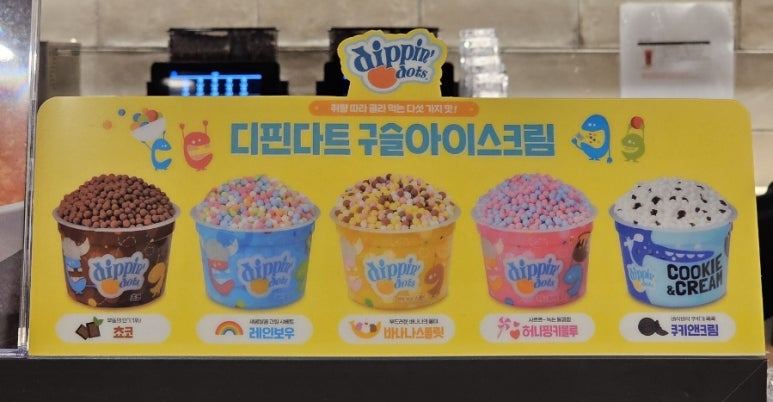 dippin' dots
취향 따라 골라 먹는 다섯 가지 맛!
디핀다트 구슬아이스크림
dippin' dots
dippin' dots
dippin' dots
dippin' dots
dippin' dots
COOKIE
&CREAM
초코
레인보우
바나나스플릿
허니핑키블루
쿠키앤크림